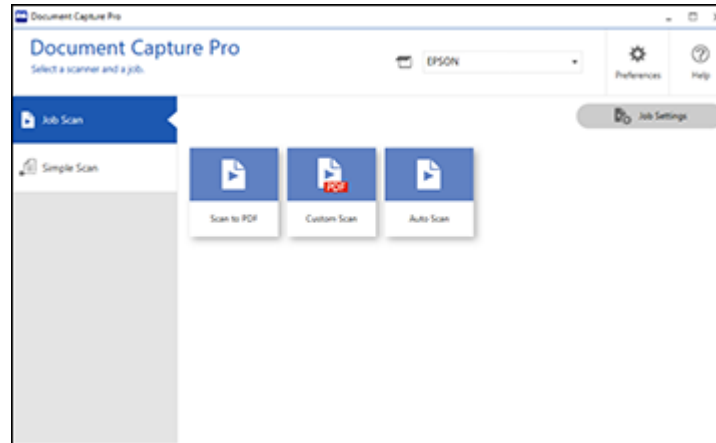 Document Capture Pro
Document Capture Pro
Select a scanner and a job.
EPSON
Preferences
Help
Job Scan
Job Settings
Simple Scan
PDF
Scan to PDF
Custom Scan
Auto Scan